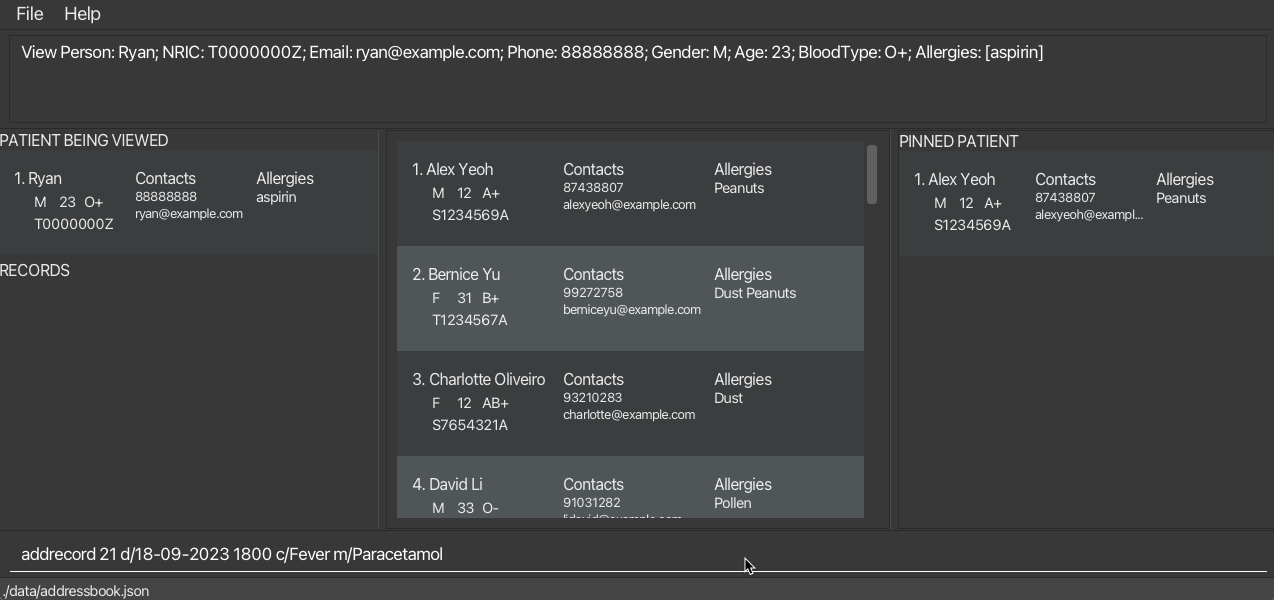 File Help
View Person: Ryan; NRIC: T0000000Z; Email: ryan@example.com; Phone: 88888888; Gender: M; Age: 23; BloodType: O+; Allergies: [aspirin]
PATIENT BEING VIEWED
1. Ryan
M 23 O+
T0000000Z
Contacts
88888888
ryan@example.com
Allergies
aspirin
RECORDS
1. Alex Yeoh
M 12 A+
S1234569A
Contacts
87438807
alexyeoh@example.com
Allergies
Peanuts
2. Bernice Yu
F 31 B+
T1234567A
Contacts
99272758
berniceyu@example.com
Allergies
Dust Peanuts
3. Charlotte Oliveiro
F 12 AB+
S7654321A
Contacts
93210283
charlotte@example.com
Allergies
Dust
4. David Li
M 33 O-
Contacts
91031282
Allergies
Pollen
PINNED PATIENT
1. Alex Yeoh
M 12 A+
S1234569A
Contacts
87438807
alexyeoh@exampl...
Allergies
Peanuts
addrecord 21 d/18-09-2023 1800 c/Fever m/Paracetamol
./data/addressbook.json